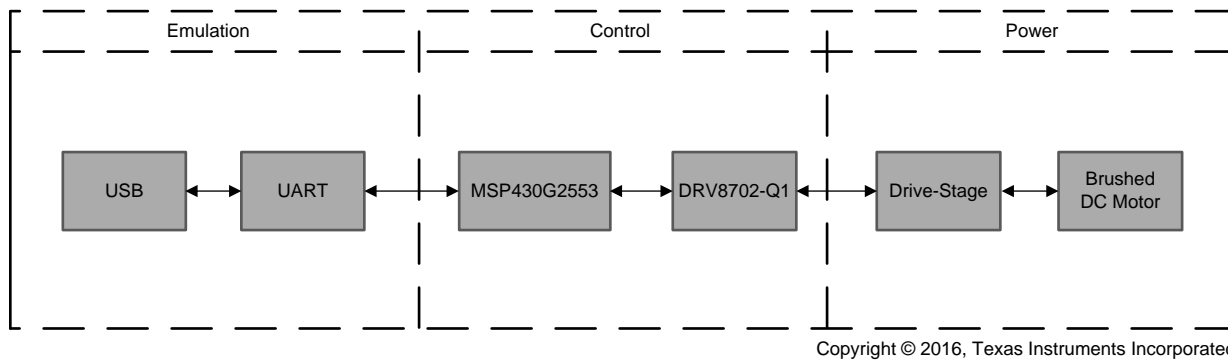 Emulation
Control
Power
USB
UART
MSP430G2553
DRV8702-Q1
Drive-Stage
Brushed
DC Motor
Copyright © 2016, Texas Instruments Incorporated